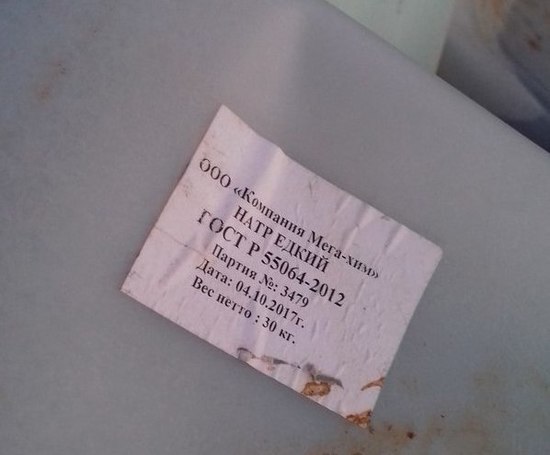 ООО «Компания Мега-хим»
НАТР ЕДКИЙ
ГОСТ Р 55064-2012
Партия №: 3479
Дата: 04.10.2017г.
Вес нетто : 30 кг.